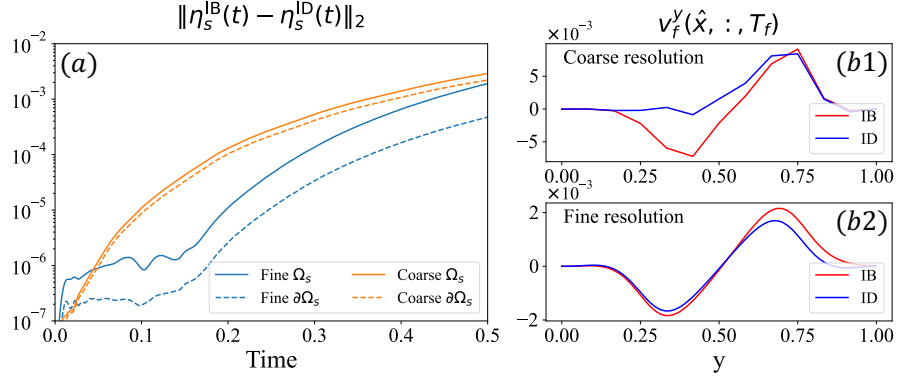 ‖η_s^IB(t) − η_s^ID(t)‖₂
(a)
10⁻²
10⁻³
10⁻⁴
10⁻⁵
10⁻⁶
10⁻⁷
Fine Ω_s
Fine ∂Ω_s
Coarse Ω_s
Coarse ∂Ω_s
0.0 0.1 0.2 0.3 0.4 0.5
Time
v_f^y(x̂, :, T_f)
×10⁻³
Coarse resolution
(b1)
5
0
−5
IB
ID
0.00 0.25 0.50 0.75 1.00
×10⁻³
Fine resolution
(b2)
2
0
−2
IB
ID
0.00 0.25 0.50 0.75 1.00
y